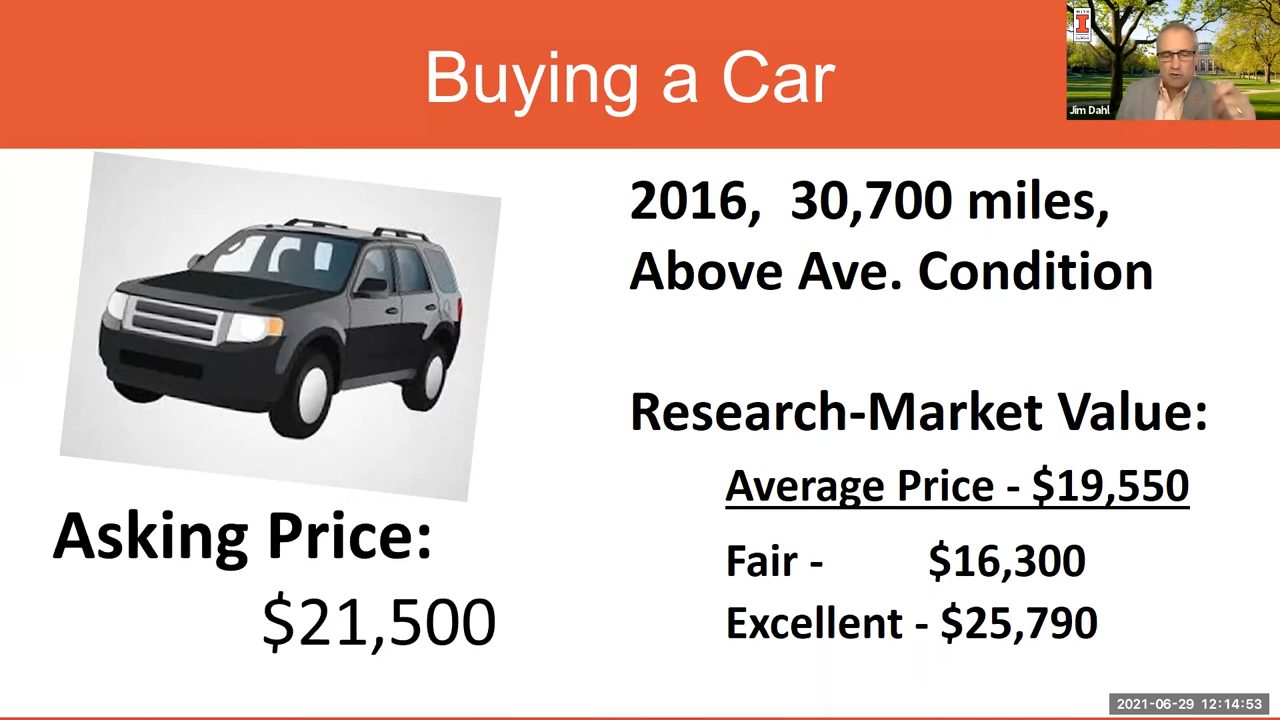 Buying a Car
Jim Dahl
2016,  30,700 miles,
Above Ave. Condition
Research-Market Value:
Average Price - $19,550
Fair - $16,300
Excellent - $25,790
Asking Price:
$21,500
2021-06-29 12:14:53